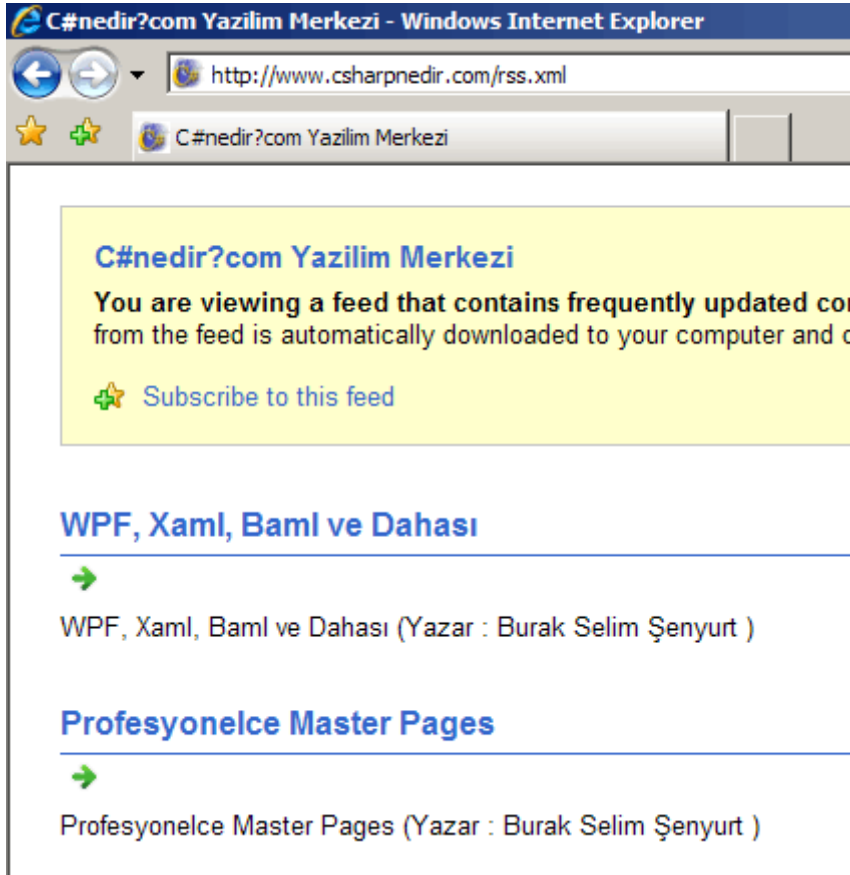 C#nedir?com Yazilim Merkezi - Windows Internet Explorer
http://www.csharpnedir.com/rss.xml
C#nedir?com Yazilim Merkezi
C#nedir?com Yazilim Merkezi
You are viewing a feed that contains frequently updated
from the feed is automatically downloaded to your computer and
Subscribe to this feed
WPF, Xaml, Baml ve Dahası
WPF, Xaml, Baml ve Dahası (Yazar : Burak Selim Şenyurt )
Profesyonelce Master Pages
Profesyonelce Master Pages (Yazar : Burak Selim Şenyurt )